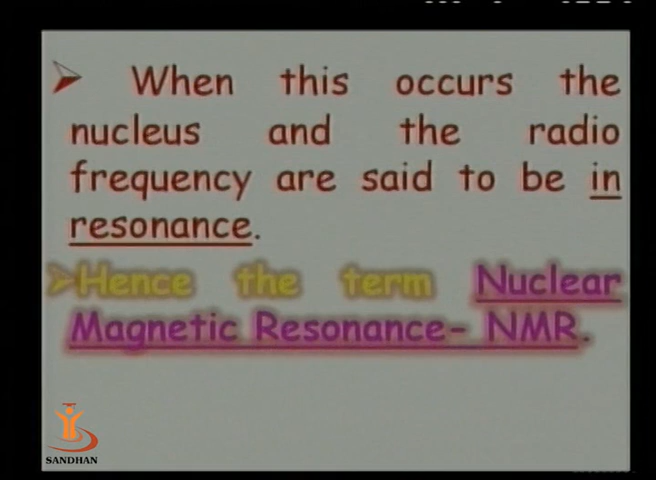 When this occurs the
nucleus and the radio
frequency are said to be in
resonance.
Hence the term Nuclear
Magnetic Resonance- NMR.
SANDHAN